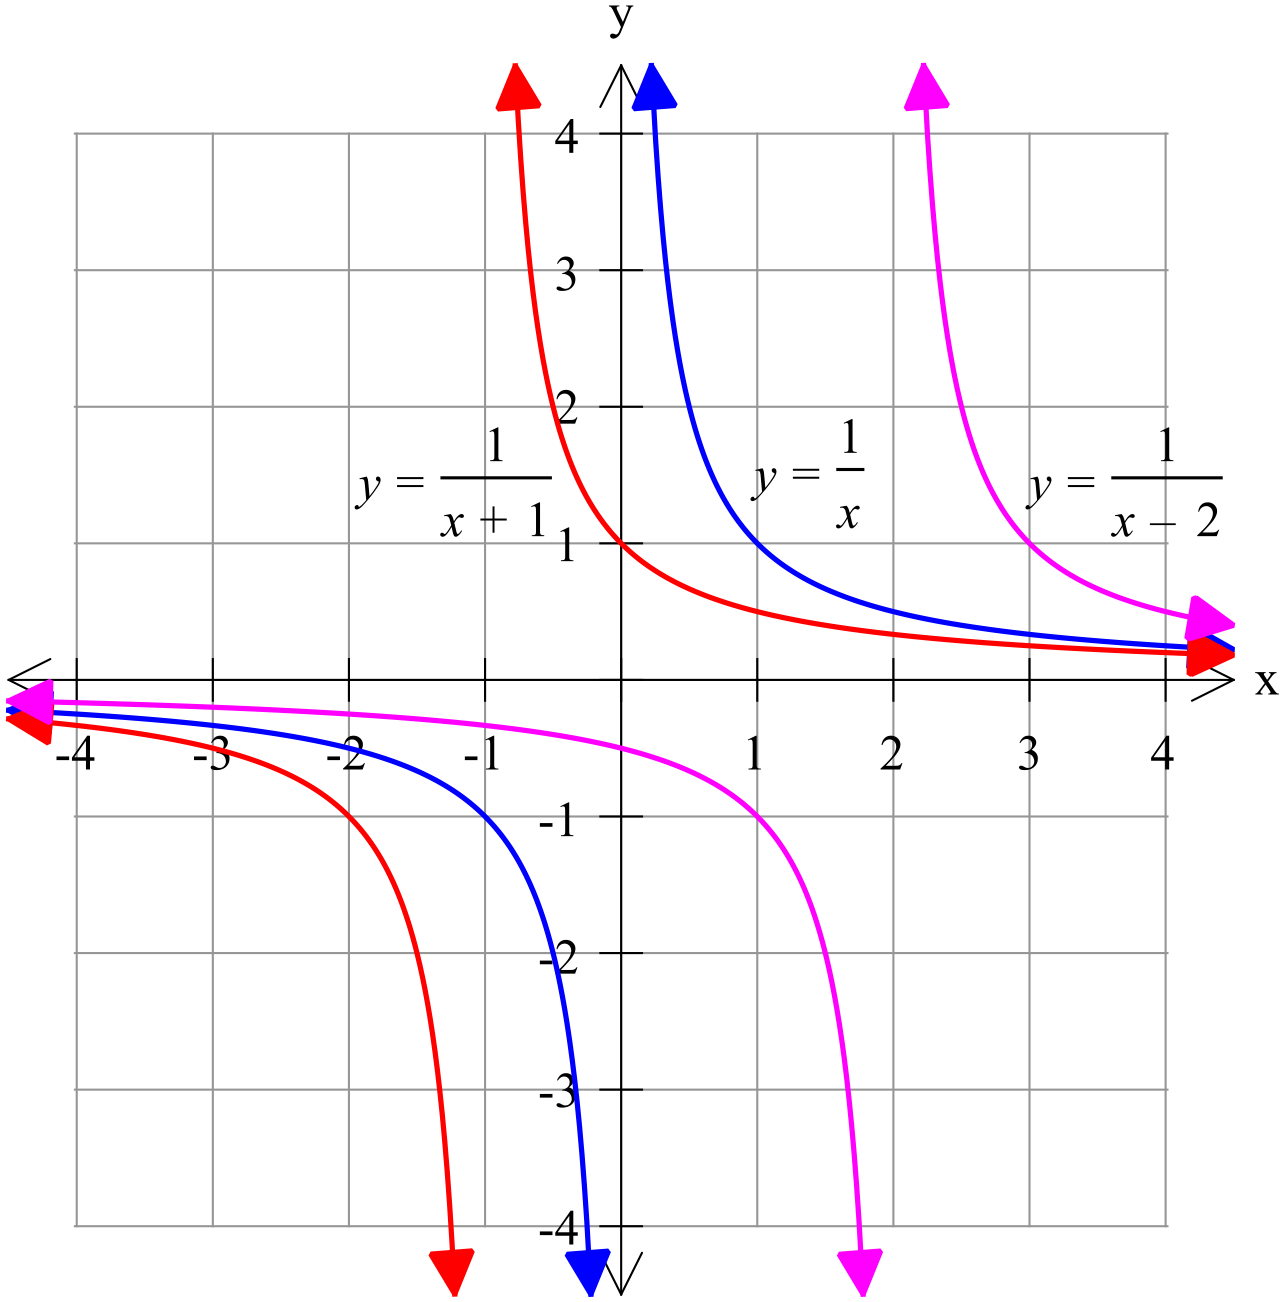 y
4
3
2
y = 1/(x + 1)
y = 1/x
y = 1/(x – 2)
1
x
-4 -3 -2 -1 1 2 3 4
-1
-2
-3
-4